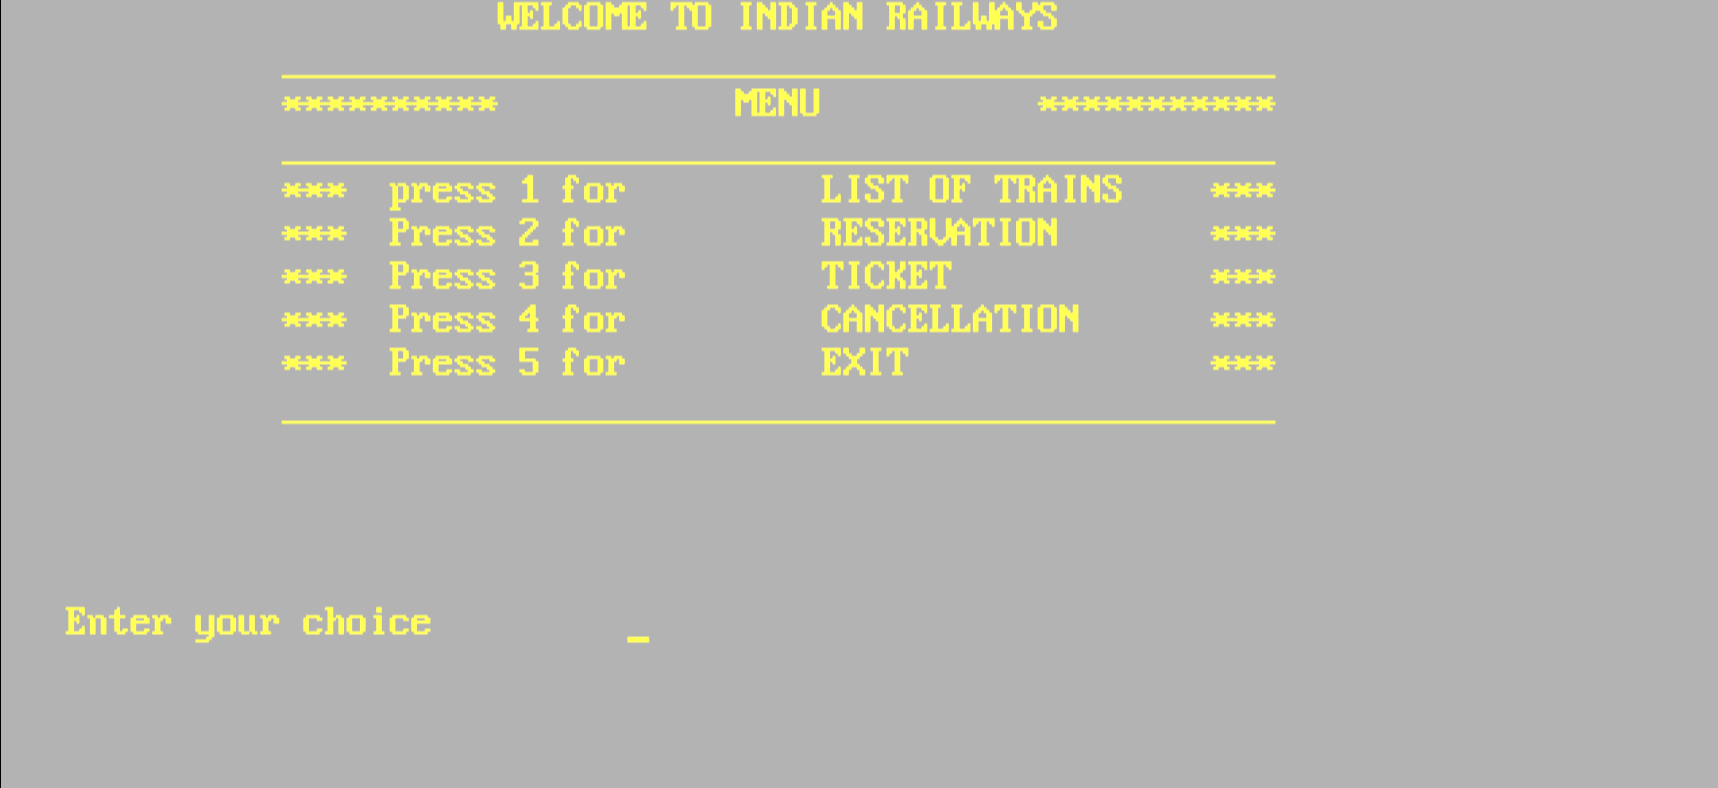 WELCOME TO INDIAN RAILWAYS
********** MENU ***********
*** press 1 for LIST OF TRAINS ***
*** Press 2 for RESERVATION ***
*** Press 3 for TICKET ***
*** Press 4 for CANCELLATION ***
*** Press 5 for EXIT ***
Enter your choice _